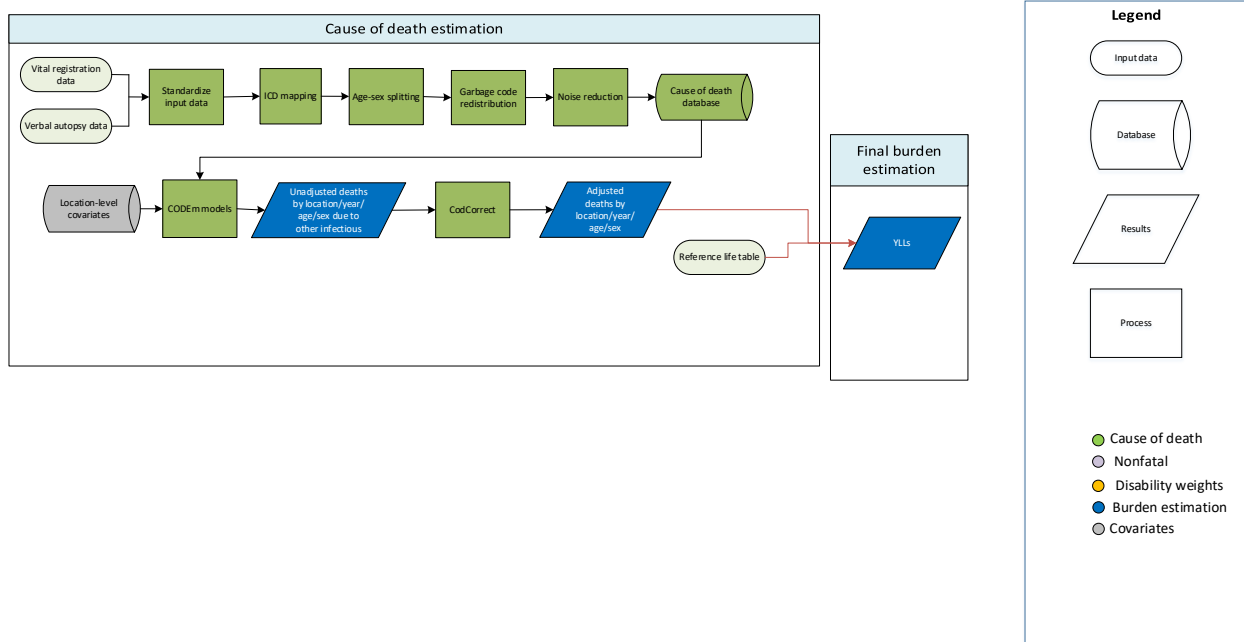 Cause of death estimation
Vital registration
data
Verbal autopsy data
Standardize
input data
ICD mapping
Age-sex splitting
Garbage code
redistribution
Noise reduction
Cause of death
database
Location-level
covariates
CODEm models
Unadjusted deaths
by location/year/
age/sex due to
other infectious
CodCorrect
Adjusted
deaths by
location/year/
age/sex
Reference life table
Final burden
estimation
YLLs
Legend
Input data
Database
Results
Process
Cause of death
Nonfatal
Disability weights
Burden estimation
Covariates